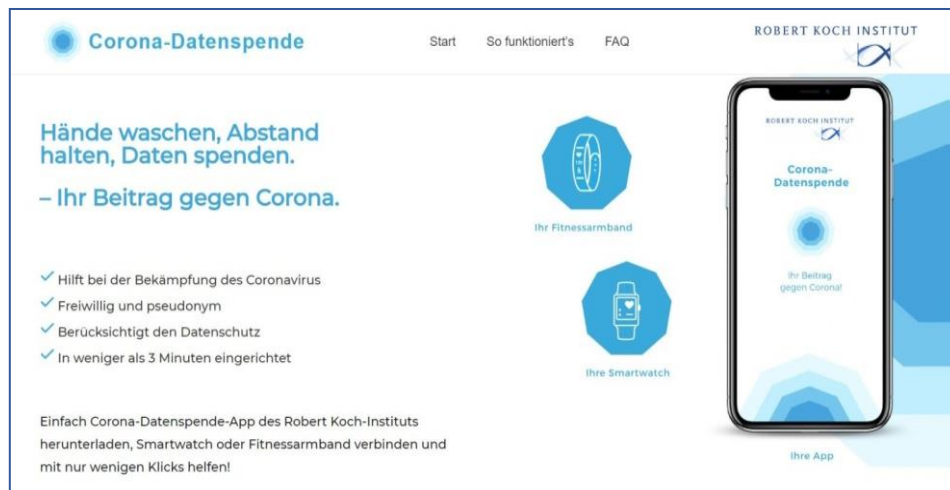 Corona-Datenspende
Start So funktioniert's FAQ
ROBERT KOCH INSTITUT
Hände waschen, Abstand
halten, Daten spenden.
– Ihr Beitrag gegen Corona.
Hilft bei der Bekämpfung des Coronavirus
Freiwillig und pseudonym
Berücksichtigt den Datenschutz
In weniger als 3 Minuten eingerichtet
Einfach Corona-Datenspende-App des Robert Koch-Instituts
herunterladen, Smartwatch oder Fitnessarmband verbinden und
mit nur wenigen Klicks helfen!
Ihr Fitnessarmband
Ihre Smartwatch
ROBERT KOCH INSTITUT
Corona-
Datenspende
Ihr Beitrag
gegen Corona!
Ihre App